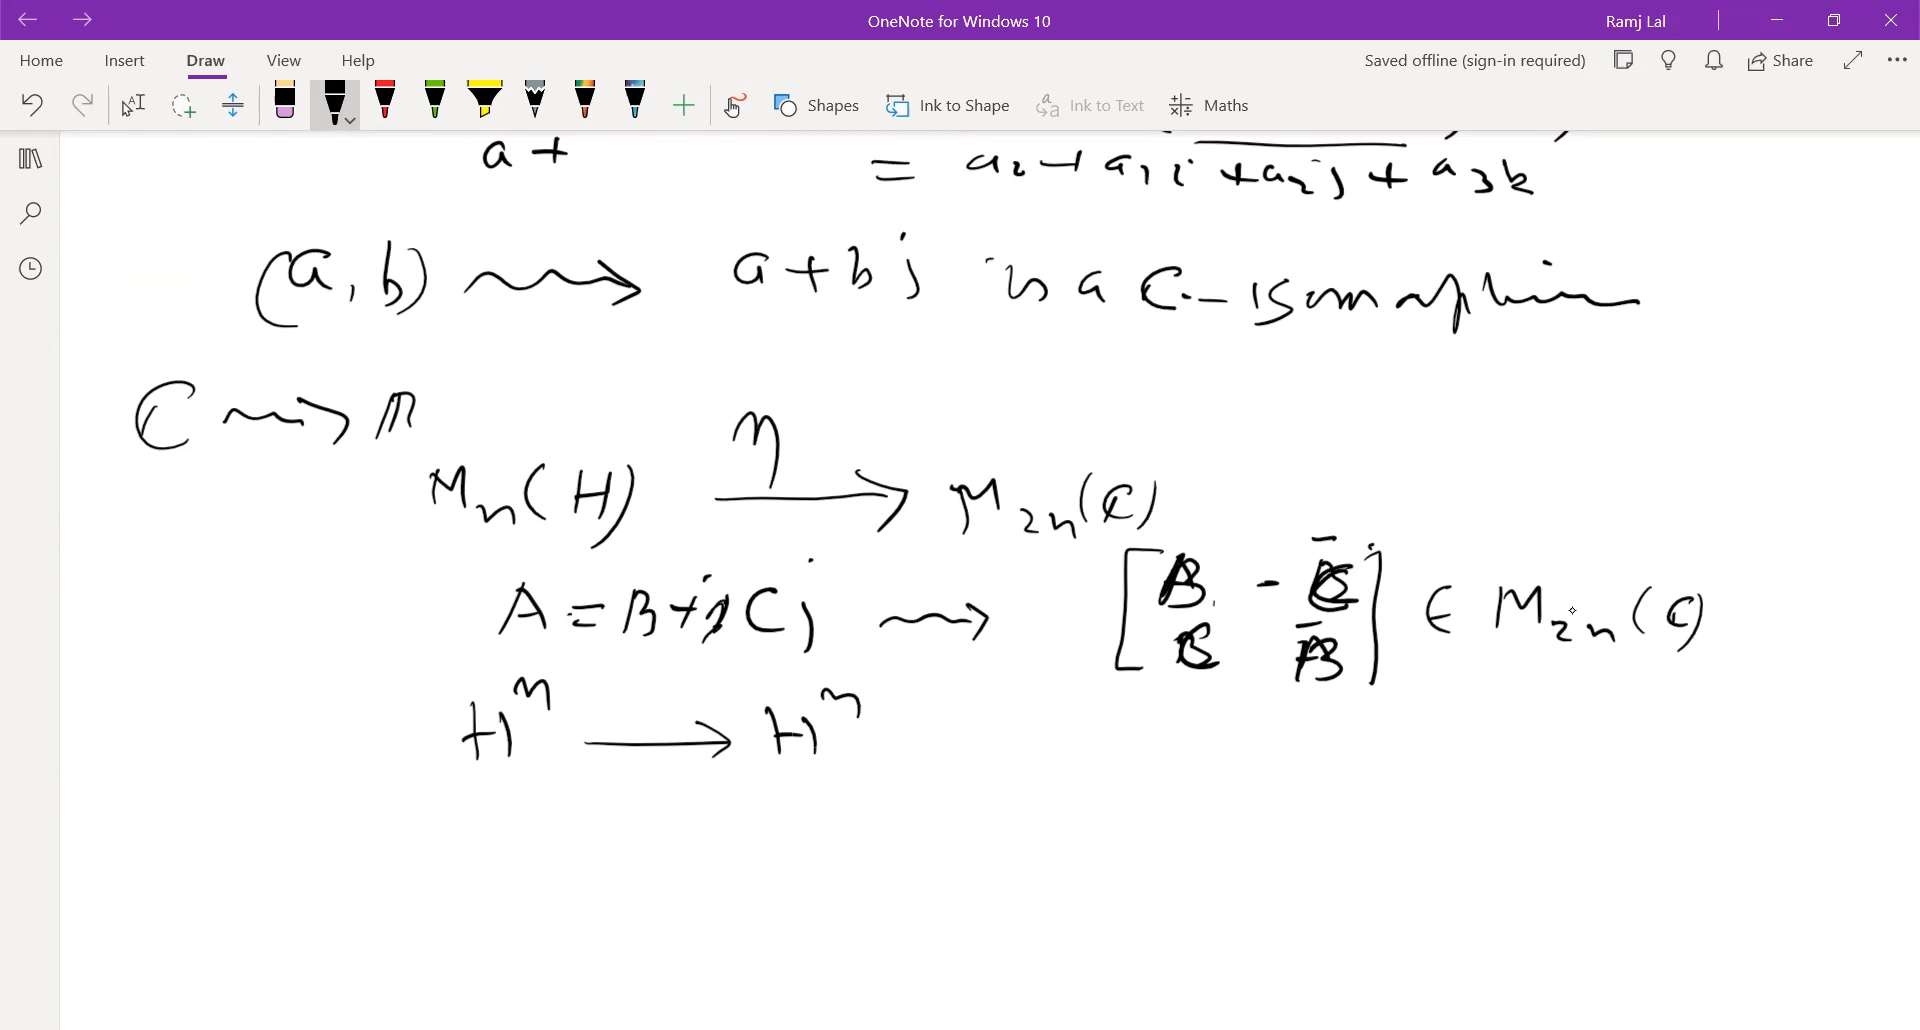 OneNote for Windows 10
Ramj Lal
Home Insert Draw View Help
Saved offline (sign-in required)
Share
Shapes
Ink to Shape
Ink to Text
Maths
a +
= a₀ + a₁i + a₂j + a₃k
(a, b) ⇝ a + bj is a ℂ-isomorphism
ℂ ⇝ ℝ
Mₙ(H) —η→ M₂ₙ(ℂ)
A = B + Cj ⇝ [B -C̄
C B̄] ∈ M₂ₙ(ℂ)
Hⁿ → Hⁿ